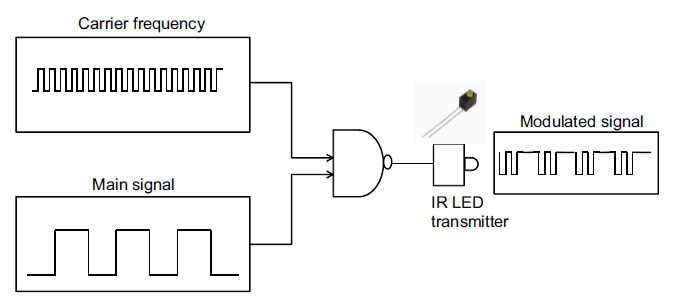 Carrier frequency
Main signal
Modulated signal
IR LED
transmitter